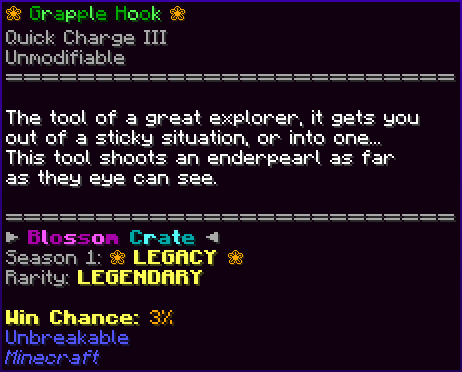 ❀ Grapple Hook ❀
Quick Charge III
Unmodifiable
============================
The tool of a great explorer, it gets you
out of a sticky situation, or into one...
This tool shoots an enderpearl as far
as they eye can see.
============================
► Blossom Crate ◄
Season 1: ❀ LEGACY ❀
Rarity: LEGENDARY
Win Chance: 3%
Unbreakable
Minecraft